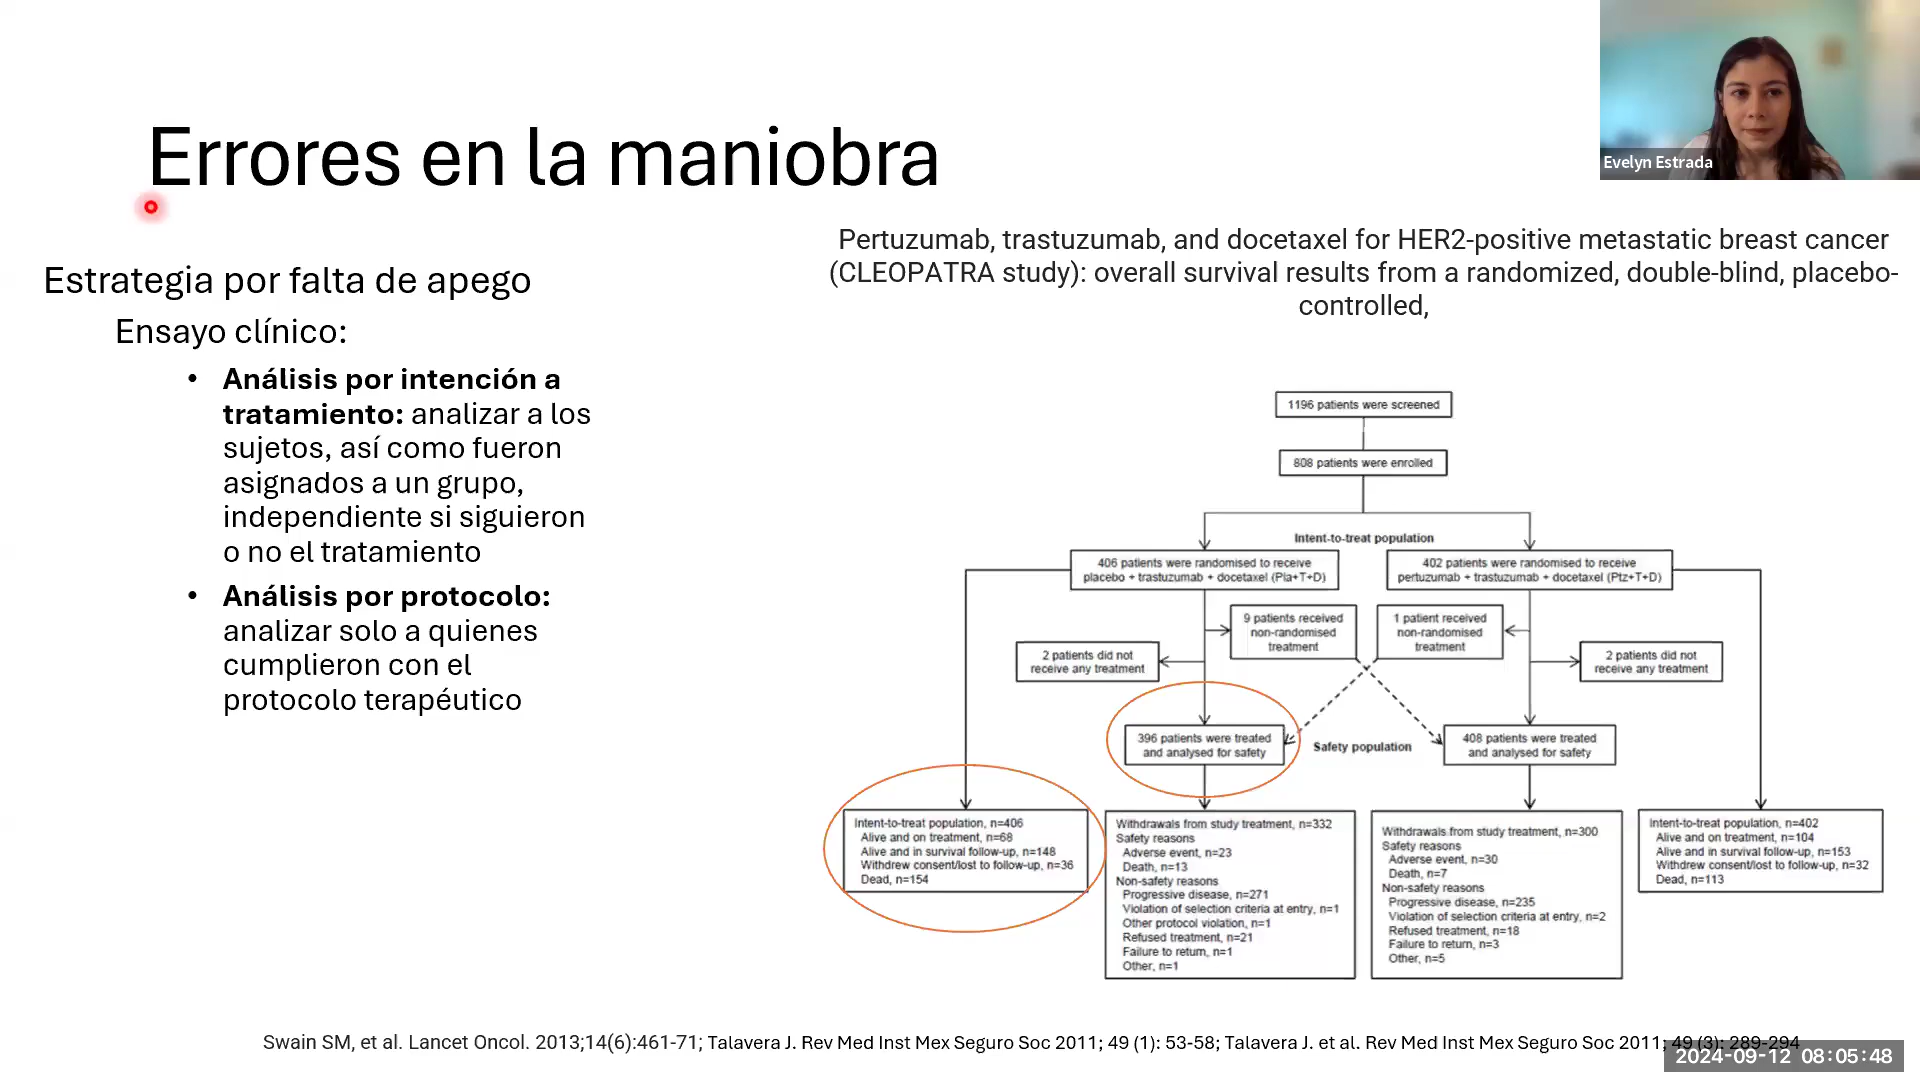 Errores en la maniobra
Evelyn Estrada
Estrategia por falta de apego
Ensayo clínico:
• Análisis por intención a
tratamiento: analizar a los
sujetos, así como fueron
asignados a un grupo,
independiente si siguieron
o no el tratamiento
• Análisis por protocolo:
analizar solo a quienes
cumplieron con el
protocolo terapéutico
Pertuzumab, trastuzumab, and docetaxel for HER2-positive metastatic breast cancer
(CLEOPATRA study): overall survival results from a randomized, double-blind, placebo-
controlled,
1196 patients were screened
808 patients were enrolled
Intent-to-treat population
406 patients were randomised to receive
placebo + trastuzumab + docetaxel (Pla+T+D)
402 patients were randomised to receive
pertuzumab + trastuzumab + docetaxel (Ptz+T+D)
9 patients received
non-randomised
treatment
1 patient received
non-randomised
treatment
2 patients did not
receive any treatment
2 patients did not
receive any treatment
396 patients were treated
and analysed for safety
Safety population
408 patients were treated
and analysed for safety
Intent-to-treat population, n=406
Alive and on treatment, n=68
Alive and in survival follow-up, n=148
Withdrew consent/lost to follow-up, n=36
Dead, n=154
Withdrawals from study treatment, n=332
Safety reasons
Adverse event, n=23
Death, n=13
Non-safety reasons
Progressive disease, n=271
Violation of selection criteria at entry, n=1
Other protocol violation, n=1
Refused treatment, n=21
Failure to return, n=1
Other, n=1
Withdrawals from study treatment, n=300
Safety reasons
Adverse event, n=30
Death, n=7
Non-safety reasons
Progressive disease, n=235
Violation of selection criteria at entry, n=2
Refused treatment, n=18
Failure to return, n=3
Other, n=5
Intent-to-treat population, n=402
Alive and on treatment, n=104
Alive and in survival follow-up, n=153
Withdrew consent/lost to follow-up, n=32
Dead, n=113
Swain SM, et al. Lancet Oncol. 2013;14(6):461-71; Talavera J. Rev Med Inst Mex Seguro Soc 2011; 49 (1): 53-58; Talavera J. et al. Rev Med Inst Mex Seguro Soc 2011; 49 (3): 289-294
2024-09-12 08:05:48